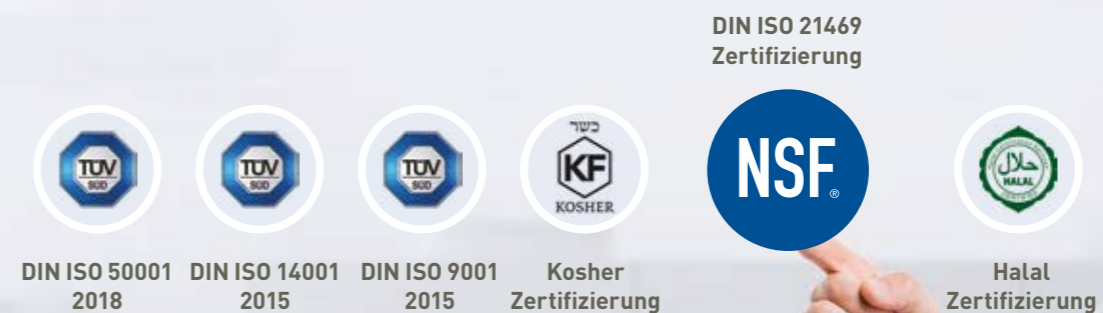 DIN ISO 21469
Zertifizierung
TÜV
SÜD
TÜV
SÜD
TÜV
SÜD
כשר
KF
KOSHER
NSF®
حلال
HALAL
DIN ISO 50001
2018
DIN ISO 14001
2015
DIN ISO 9001
2015
Kosher
Zertifizierung
Halal
Zertifizierung